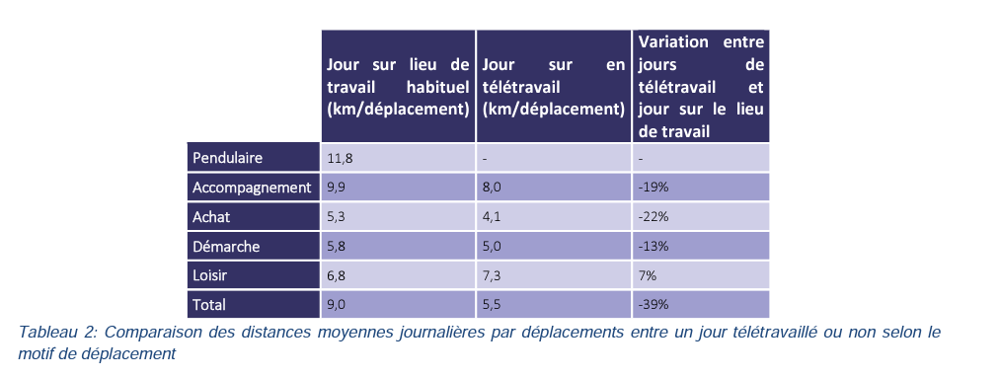 Jour sur lieu de travail habituel (km/déplacement) Jour sur en télétravail (km/déplacement) Variation entre jours de télétravail et jour sur le lieu de travail
Pendulaire 11,8 - -
Accompagnement 9,9 8,0 -19%
Achat 5,3 4,1 -22%
Démarche 5,8 5,0 -13%
Loisir 6,8 7,3 7%
Total 9,0 5,5 -39%
Tableau 2: Comparaison des distances moyennes journalières par déplacements entre un jour télétravaillé ou non selon le
motif de déplacement